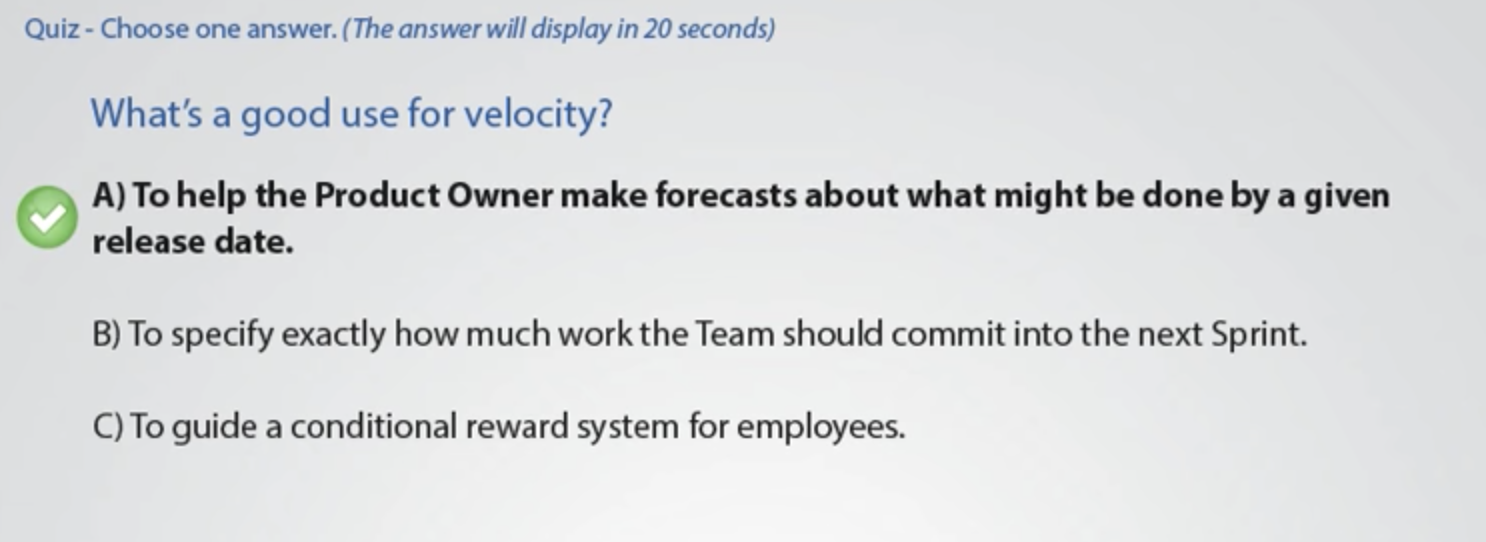 Quiz - Choose one answer. (The answer will display in 20 seconds)
What's a good use for velocity?
A) To help the Product Owner make forecasts about what might be done by a given
release date.
B) To specify exactly how much work the Team should commit into the next Sprint.
C) To guide a conditional reward system for employees.